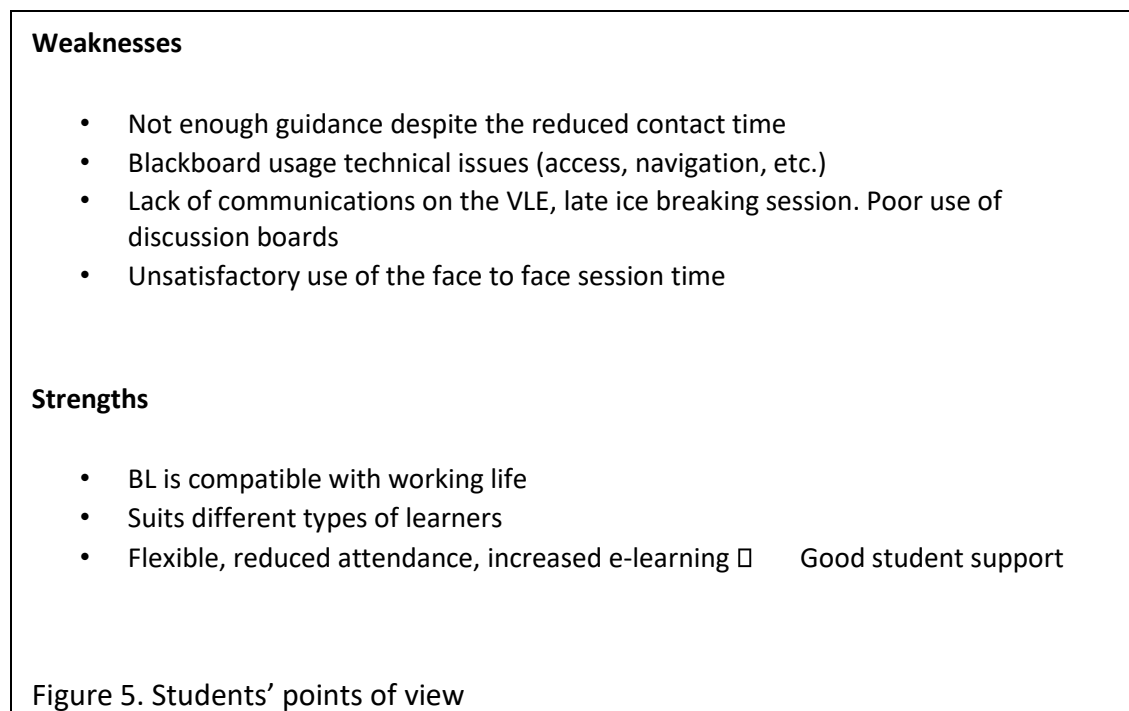 Weaknesses
• Not enough guidance despite the reduced contact time
• Blackboard usage technical issues (access, navigation, etc.)
• Lack of communications on the VLE, late ice breaking session. Poor use of
discussion boards
• Unsatisfactory use of the face to face session time
Strengths
• BL is compatible with working life
• Suits different types of learners
• Flexible, reduced attendance, increased e-learning  Good student support
Figure 5. Students’ points of view